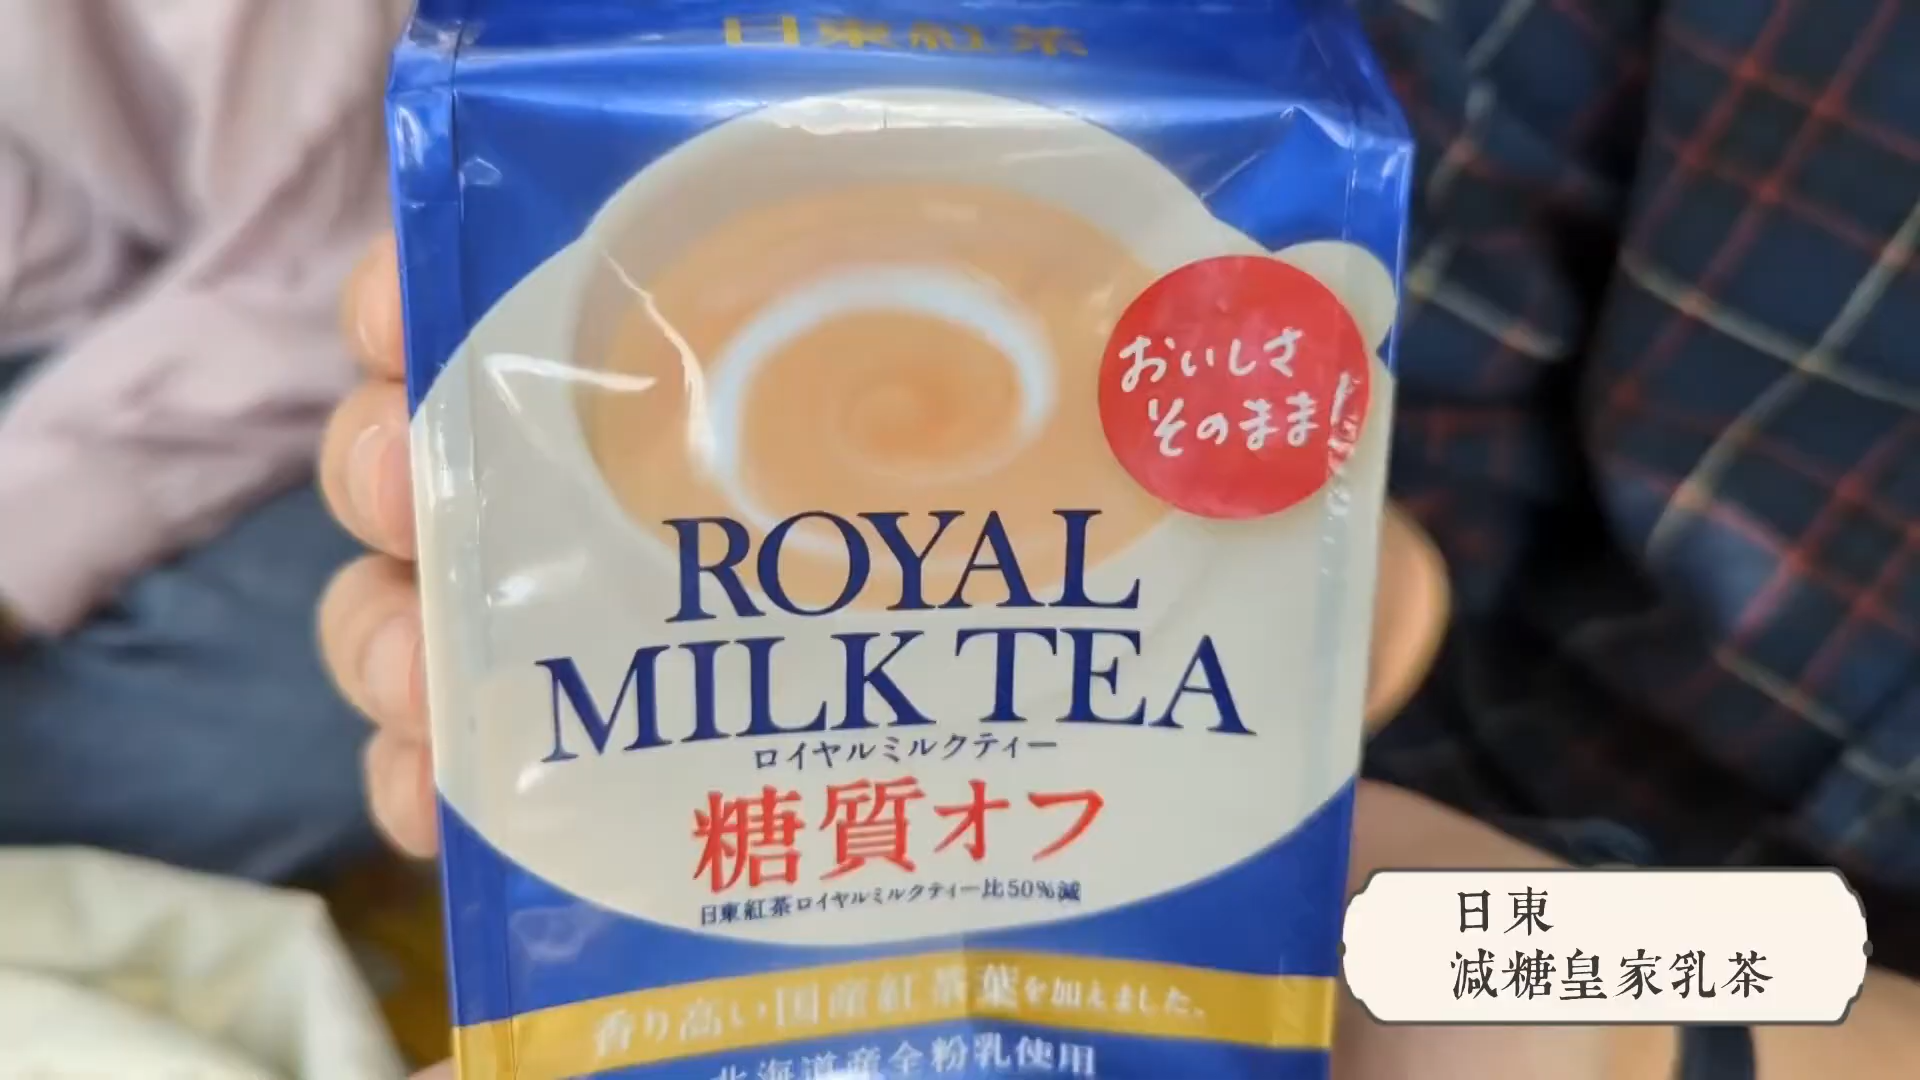 日東紅茶
おいしさ
そのまま!
ROYAL
MILK TEA
ロイヤルミルクティー
糖質オフ
日東紅茶ロイヤルミルクティー比50%減
香り高い国産紅茶葉を加えました。
北海道産全粉乳使用
日東
減糖皇家乳茶